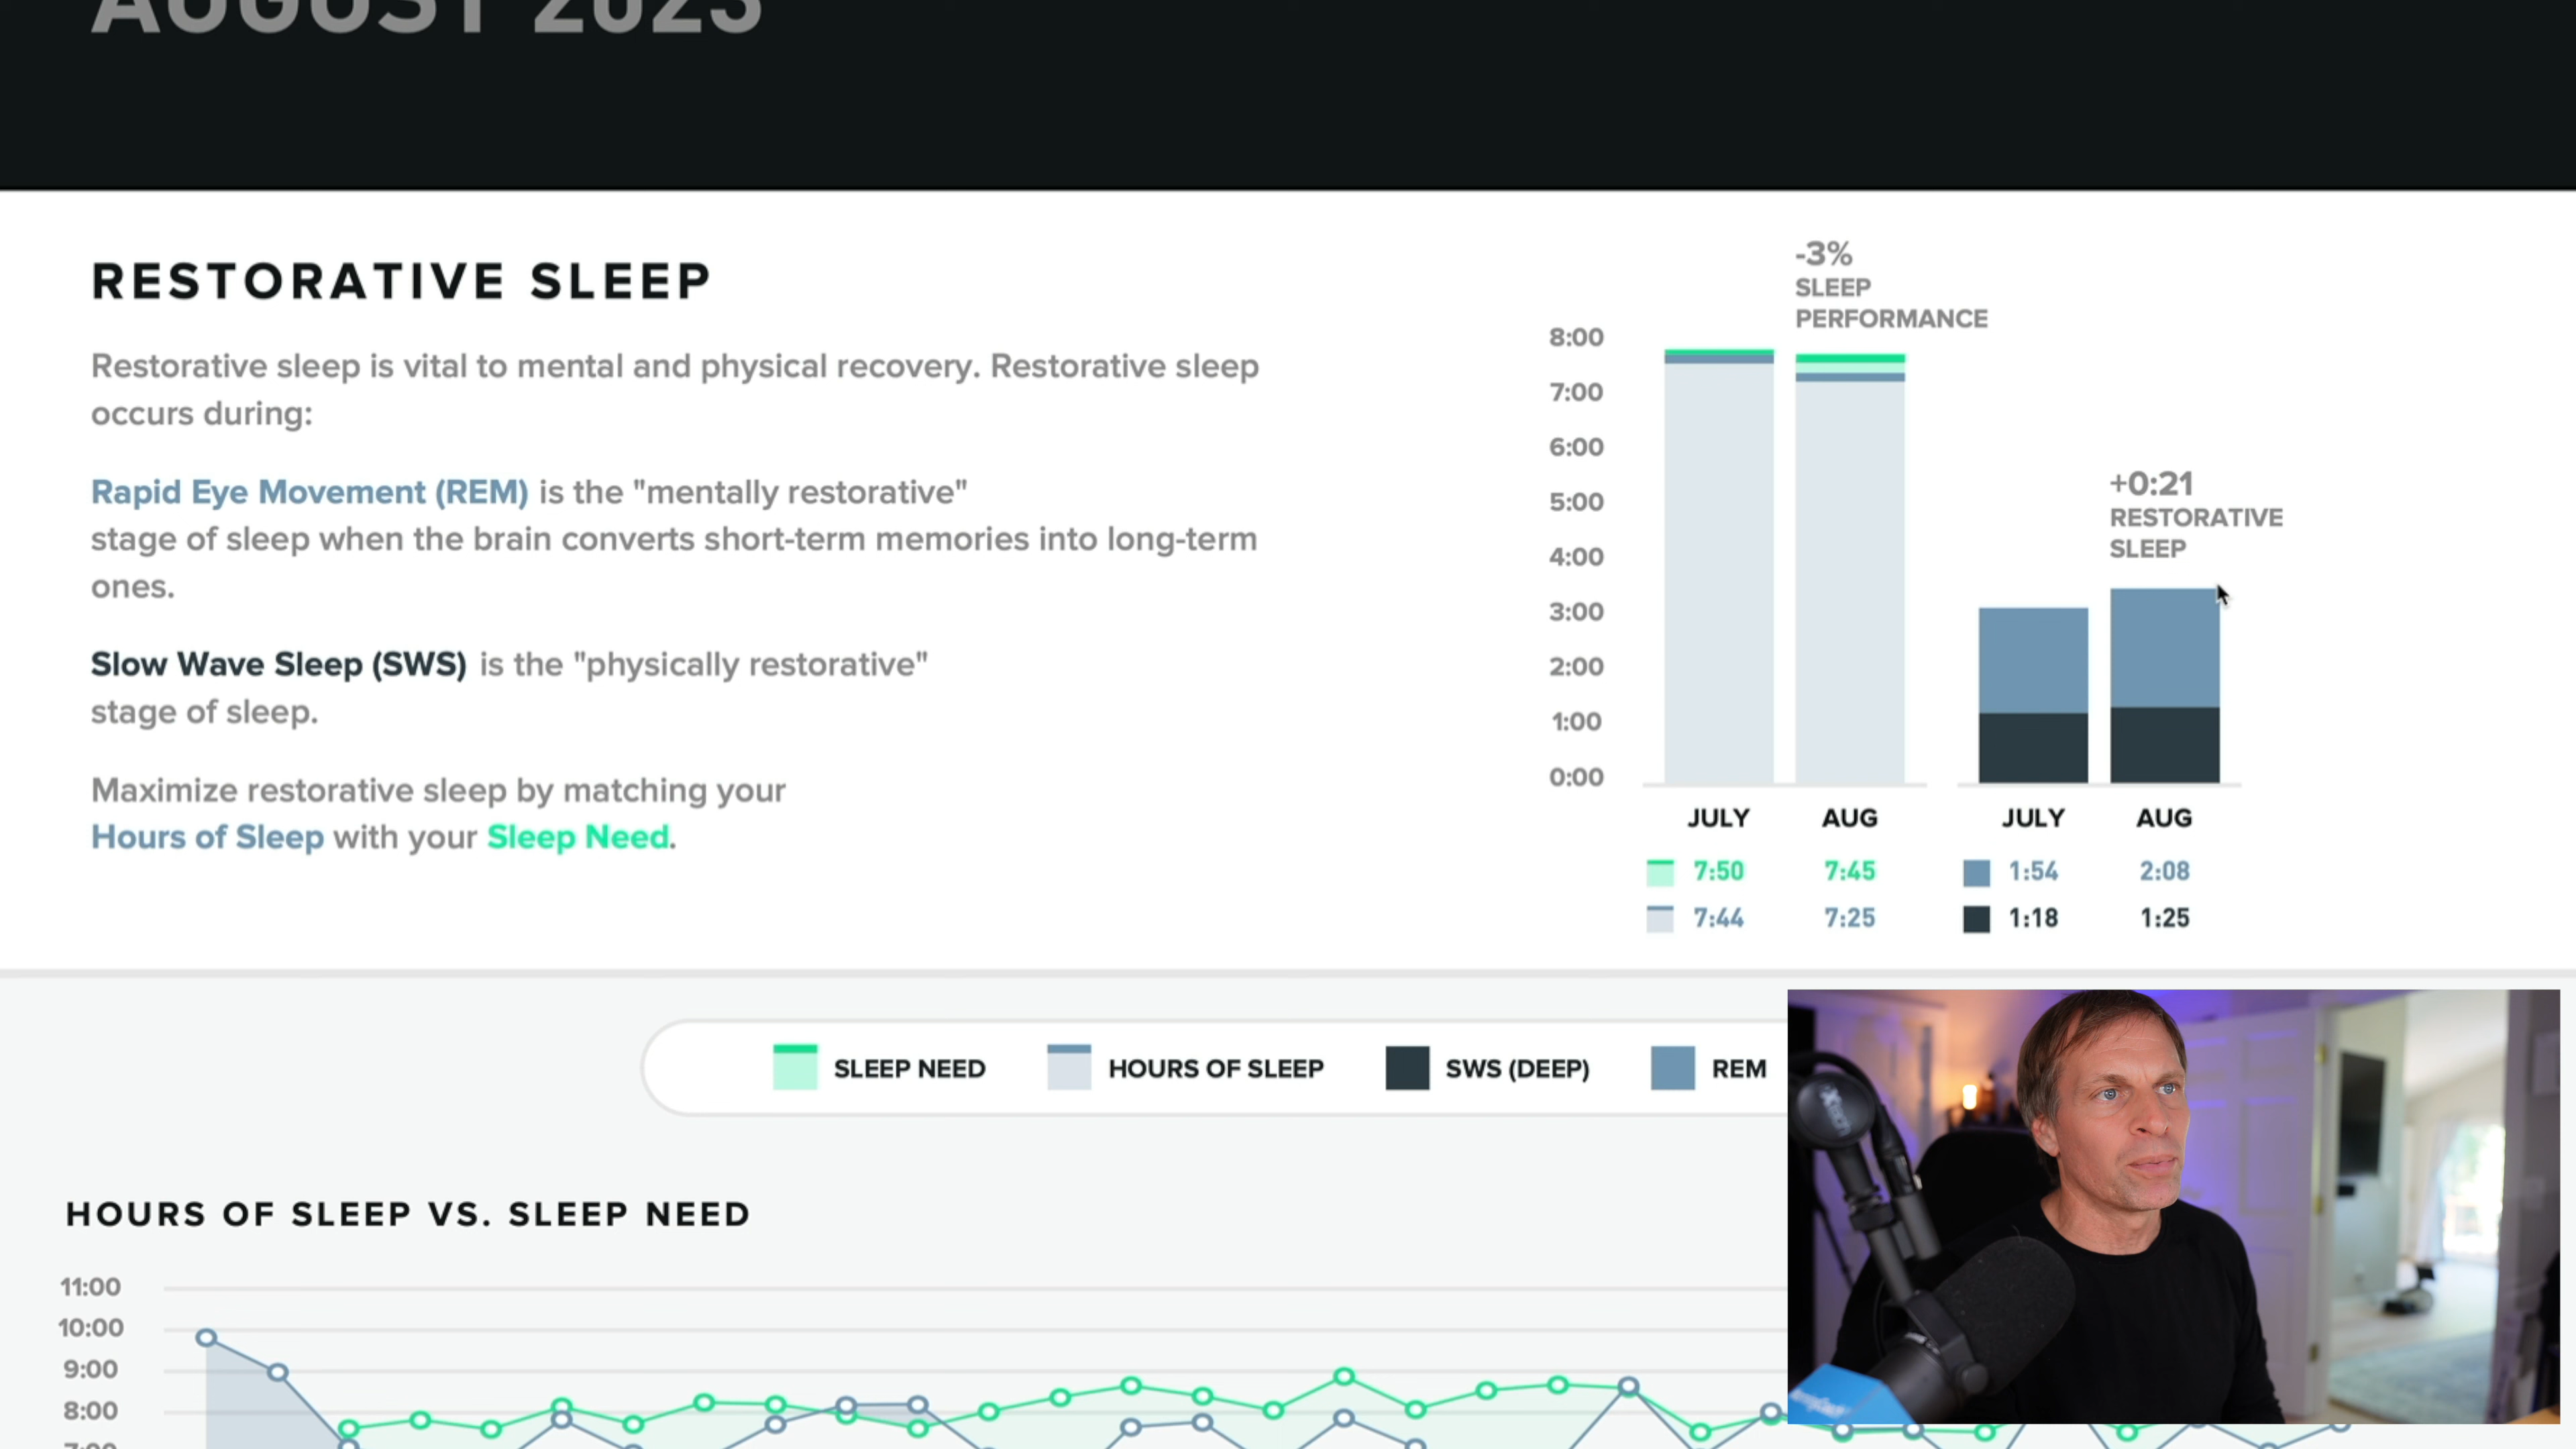 AUGUST 2023
RESTORATIVE SLEEP
Restorative sleep is vital to mental and physical recovery. Restorative sleep
occurs during:
Rapid Eye Movement (REM) is the "mentally restorative"
stage of sleep when the brain converts short-term memories into long-term
ones.
Slow Wave Sleep (SWS) is the "physically restorative"
stage of sleep.
Maximize restorative sleep by matching your
Hours of Sleep with your Sleep Need.
-3%
SLEEP
PERFORMANCE
8:00
7:00
6:00
5:00
4:00
3:00
2:00
1:00
0:00
+0:21
RESTORATIVE
SLEEP
JULY AUG JULY AUG
7:50 7:45 1:54 2:08
7:44 7:25 1:18 1:25
SLEEP NEED HOURS OF SLEEP SWS (DEEP) REM
HOURS OF SLEEP VS. SLEEP NEED
11:00
10:00
9:00
8:00